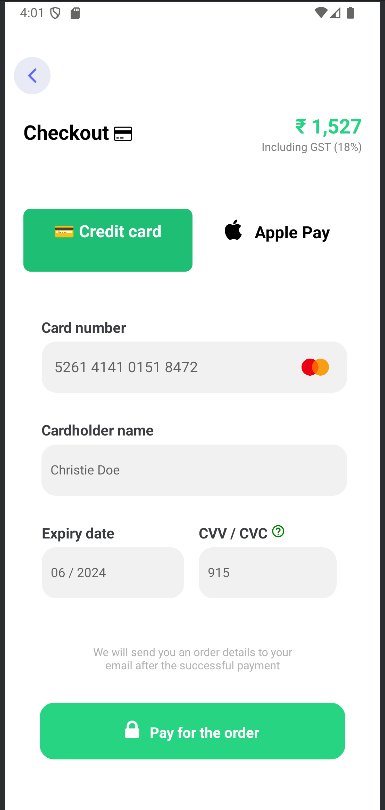 4:01
Checkout
₹ 1,527
Including GST (18%)
Credit card
Apple Pay
Card number
5261 4141 0151 8472
Cardholder name
Christie Doe
Expiry date
CVV / CVC
06 / 2024
915
We will send you an order details to your
email after the successful payment
Pay for the order